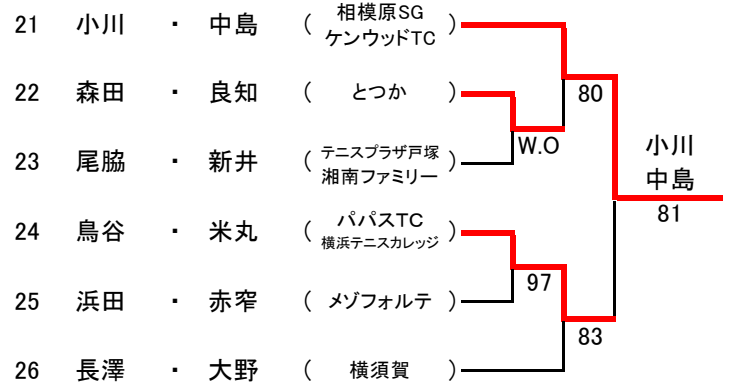 21 小川 ・ 中島 ( 相模原SG ケンウッドTC )
80
22 森田 ・ 良知 ( とつか )
W.O
23 尾脇 ・ 新井 ( テニスプラザ戸塚 湘南ファミリー )
小川
中島
81
24 鳥谷 ・ 米丸 ( パパスTC 横浜テニスカレッジ )
97
25 浜田 ・ 赤窄 ( メゾフォルテ )
83
26 長澤 ・ 大野 ( 横須賀 )